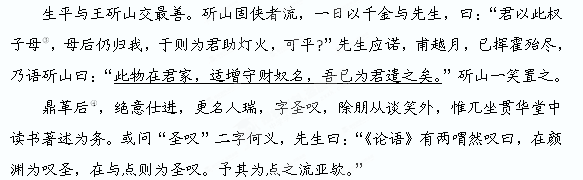 生平与王斫山交最善。斫山固侠者流，一日以千金与先生，曰：“君以此权
子母③，母后仍归我，子则为君助灯火，可乎?”先生应诺，甫越月，已挥霍殆尽，
乃语斫山曰：“此物在君家，适增守财奴名，吾已为君遣之矣。”斫山一笑置之。
鼎革后④，绝意仕进，更名人瑞，字圣叹，除朋从谈笑外，惟兀坐贯华堂中
读书著述为务。或问“圣叹”二字何义，先生曰：“《论语》有两喟然叹曰，在颜
渊为叹圣，在与点则为圣叹。予其为点之流亚欤。”